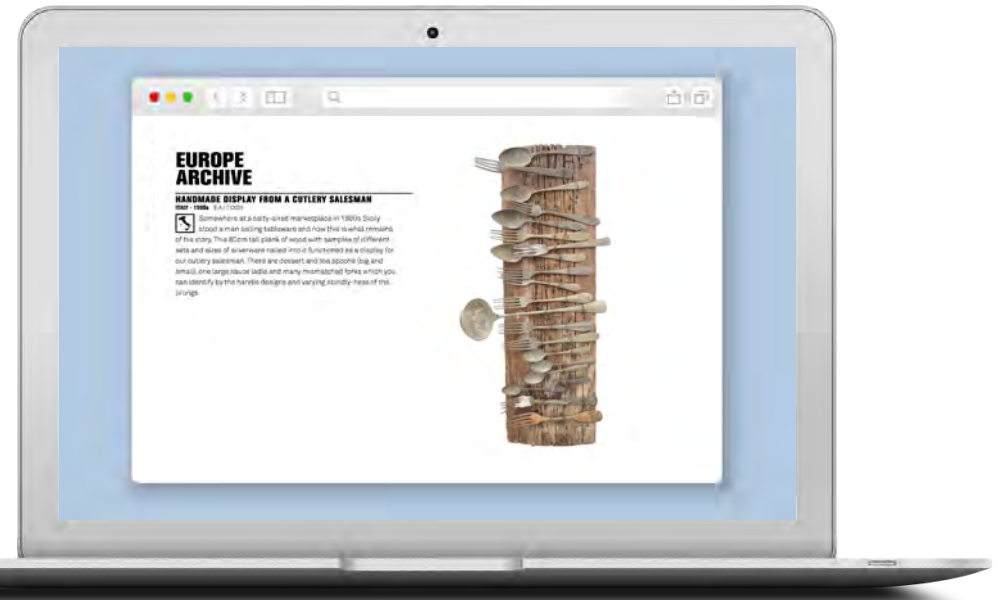 EUROPE
ARCHIVE
HANDMADE DISPLAY FROM A CUTLERY SALESMAN
ITALY - 1980s
Somewhere at a salty-aired marketplace in 1980s Sicily
stood a man selling tableware and now this is what remains
of his story. This 80cm tall plank of wood with samples of different
sets and sizes of silverware nailed into it functioned as a display for
our cutlery salesman. There are dessert and tea spoons (big and
small), one large sauce ladle and many mismatched forks which you
can identify by the handle designs and varying standly-ness of the
prongs.